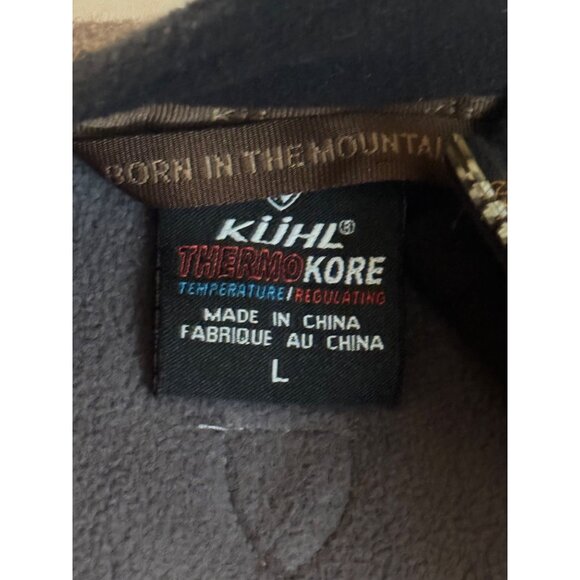 BORN IN THE MOUNTAI
KÜHL®
THERMOKORE
TEMPERATURE/REGULATING
MADE IN CHINA
FABRIQUE AU CHINA
L